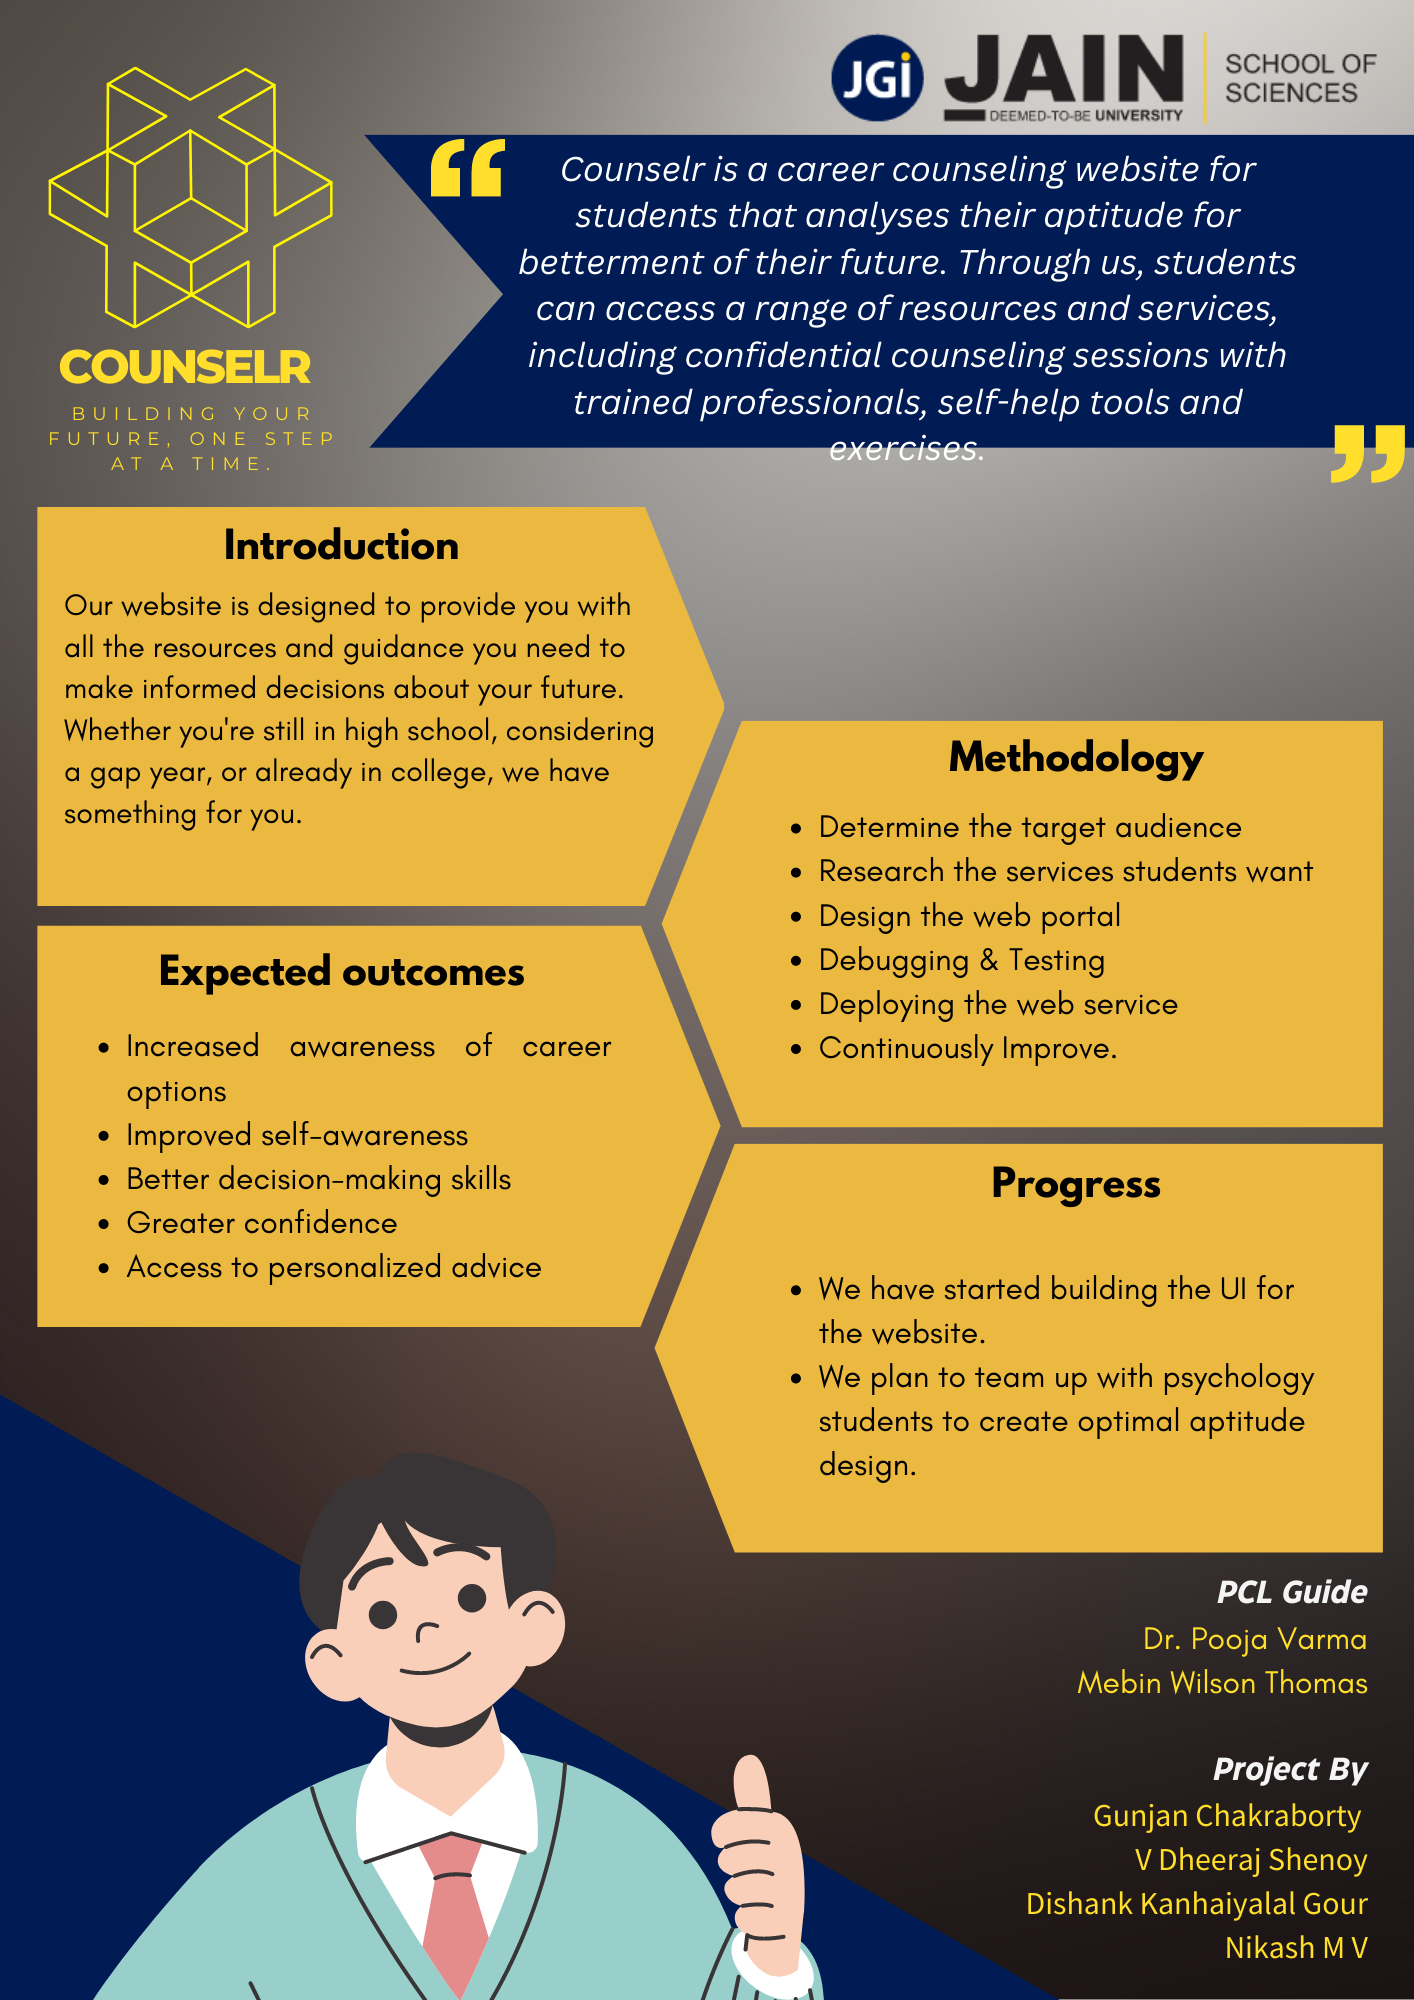 JGi JAIN
DEEMED-TO-BE UNIVERSITY
SCHOOL OF
SCIENCES
COUNSELR
BUILDING YOUR
FUTURE, ONE STEP
AT A TIME.
“
Counselr is a career counseling website for
students that analyses their aptitude for
betterment of their future. Through us, students
can access a range of resources and services,
including confidential counseling sessions with
trained professionals, self-help tools and
exercises.
”
Introduction
Our website is designed to provide you with
all the resources and guidance you need to
make informed decisions about your future.
Whether you're still in high school, considering
a gap year, or already in college, we have
something for you.
Methodology
• Determine the target audience
• Research the services students want
• Design the web portal
• Debugging & Testing
• Deploying the web service
• Continuously Improve.
Expected outcomes
• Increased awareness of career
options
• Improved self-awareness
• Better decision-making skills
• Greater confidence
• Access to personalized advice
Progress
• We have started building the UI for
the website.
• We plan to team up with psychology
students to create optimal aptitude
design.
PCL Guide
Dr. Pooja Varma
Mebin Wilson Thomas
Project By
Gunjan Chakraborty
V Dheeraj Shenoy
Dishank Kanhaiyalal Gour
Nikash M V